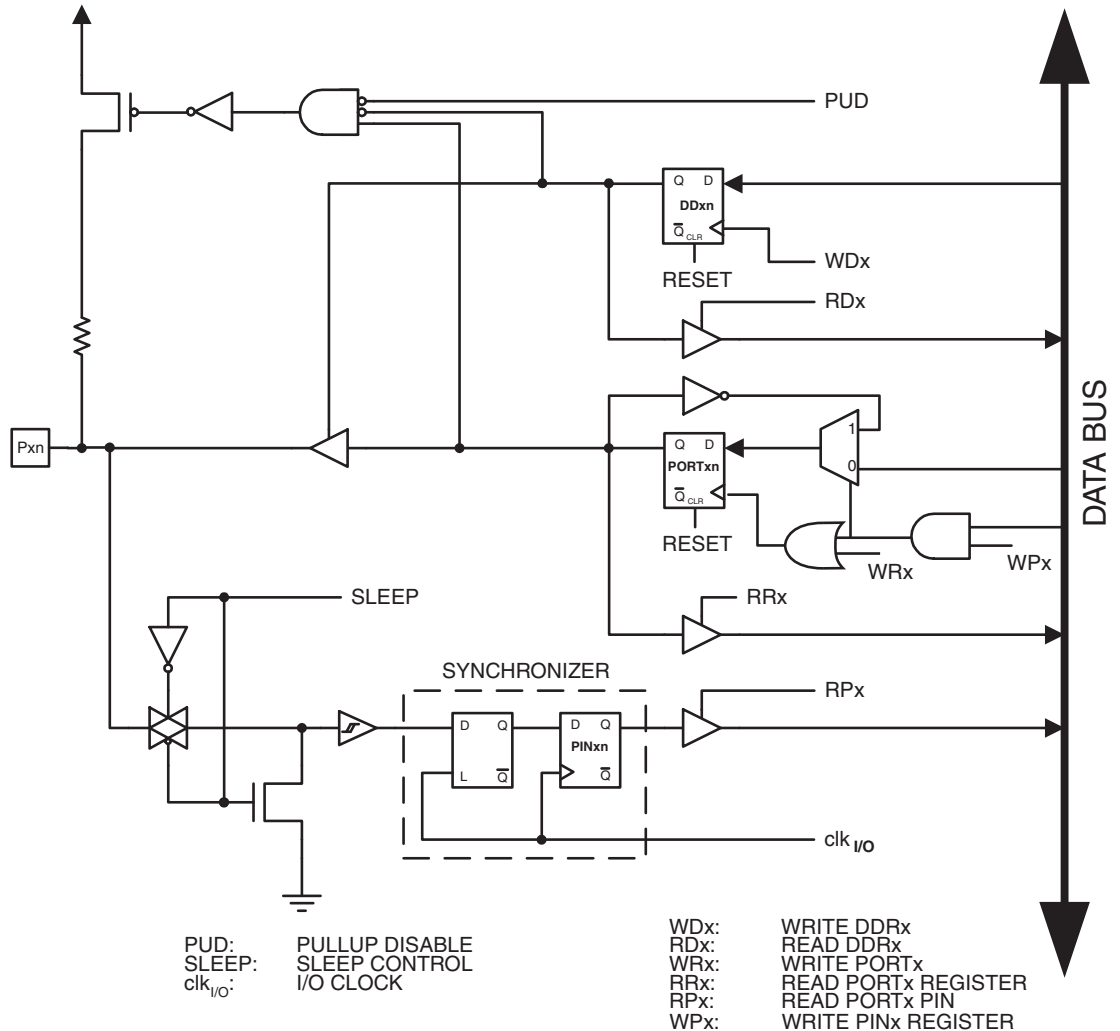 PUD
Q D
DDxn
Q CLR
WDx
RESET
RDx
DATA BUS
1
Pxn
Q D
PORTxn
0
Q CLR
RESET
WRx
WPx
SLEEP
RRx
SYNCHRONIZER
RPx
D Q
D Q
PINxn
L Q
Q
clk I/O
PUD: PULLUP DISABLE
SLEEP: SLEEP CONTROL
clkI/O: I/O CLOCK
WDx: WRITE DDRx
RDx: READ DDRx
WRx: WRITE PORTx
RRx: READ PORTx REGISTER
RPx: READ PORTx PIN
WPx: WRITE PINx REGISTER